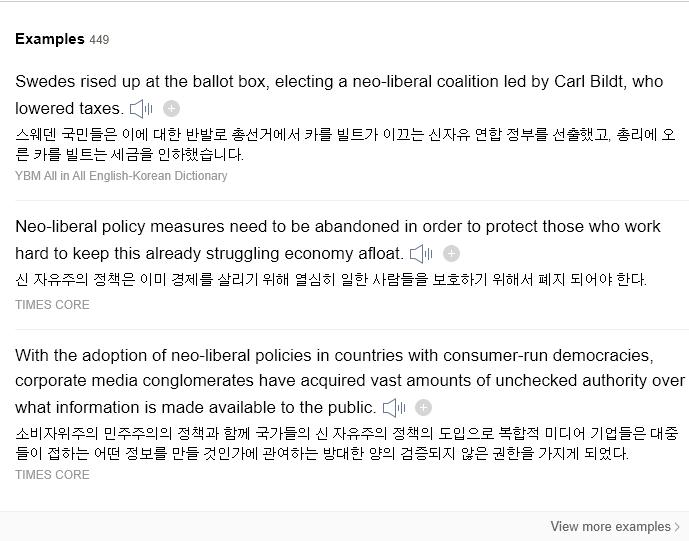 Examples 449
Swedes rised up at the ballot box, electing a neo-liberal coalition led by Carl Bildt, who
lowered taxes.
스웨덴 국민들은 이에 대한 반발로 총선거에서 카를 빌트가 이끄는 신자유 연합 정부를 선출했고, 총리에 오
른 카를 빌트는 세금을 인하했습니다.
YBM All in All English-Korean Dictionary
Neo-liberal policy measures need to be abandoned in order to protect those who work
hard to keep this already struggling economy afloat.
신 자유주의 정책은 이미 경제를 살리기 위해 열심히 일한 사람들을 보호하기 위해서 폐지 되어야 한다.
TIMES CORE
With the adoption of neo-liberal policies in countries with consumer-run democracies,
corporate media conglomerates have acquired vast amounts of unchecked authority over
what information is made available to the public.
소비자위주의 민주주의의 정책과 함께 국가들의 신 자유주의 정책의 도입으로 복합적 미디어 기업들은 대중
들이 접하는 어떤 정보를 만들 것인가에 관여하는 방대한 양의 검증되지 않은 권한을 가지게 되었다.
TIMES CORE
View more examples